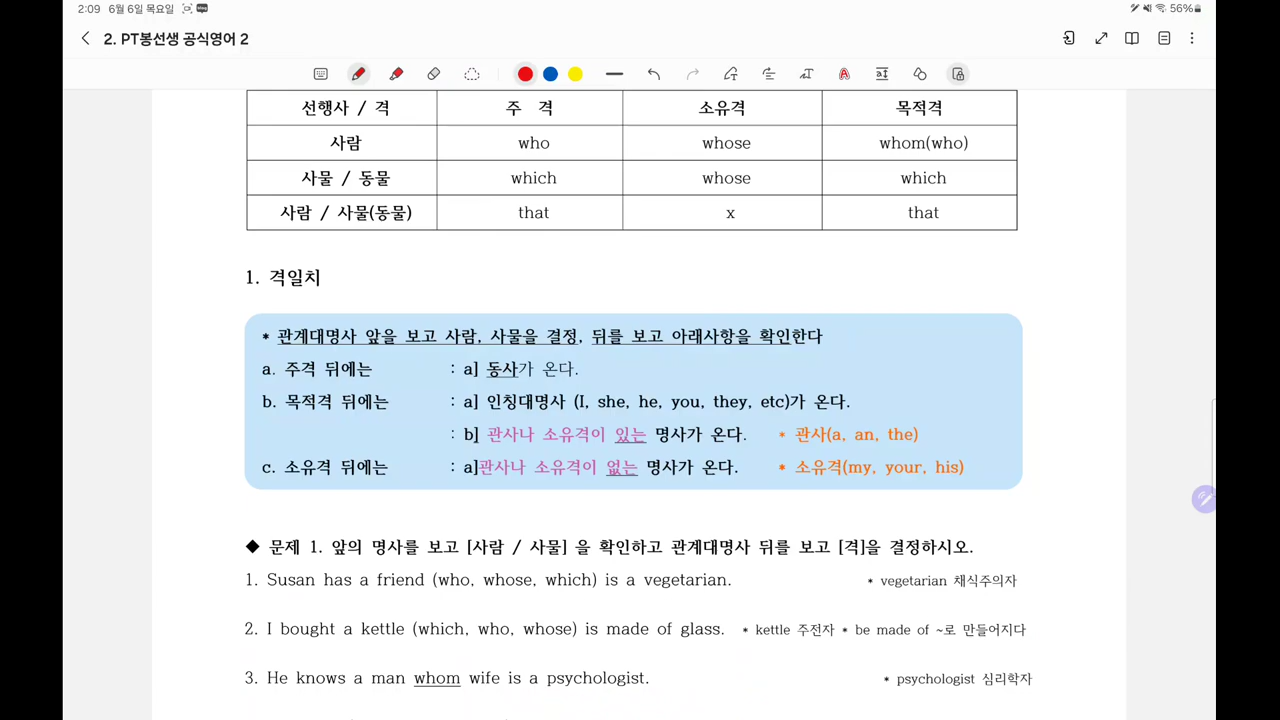 2:09 6월 6일 목요일 56%
2. PT봉선생 공식영어 2
선행사 / 격 주 격 소유격 목적격
사람 who whose whom(who)
사물 / 동물 which whose which
사람 / 사물(동물) that x that
1. 격일치
* 관계대명사 앞을 보고 사람, 사물을 결정, 뒤를 보고 아래사항을 확인한다
a. 주격 뒤에는 : a] 동사가 온다.
b. 목적격 뒤에는 : a] 인칭대명사 (I, she, he, you, they, etc)가 온다.
: b] 관사나 소유격이 있는 명사가 온다. * 관사(a, an, the)
c. 소유격 뒤에는 : a]관사나 소유격이 없는 명사가 온다. * 소유격(my, your, his)
◆ 문제 1. 앞의 명사를 보고 [사람 / 사물] 을 확인하고 관계대명사 뒤를 보고 [격]을 결정하시오.
1. Susan has a friend (who, whose, which) is a vegetarian. * vegetarian 채식주의자
2. I bought a kettle (which, who, whose) is made of glass. * kettle 주전자 * be made of ~로 만들어지다
3. He knows a man whom wife is a psychologist. * psychologist 심리학자